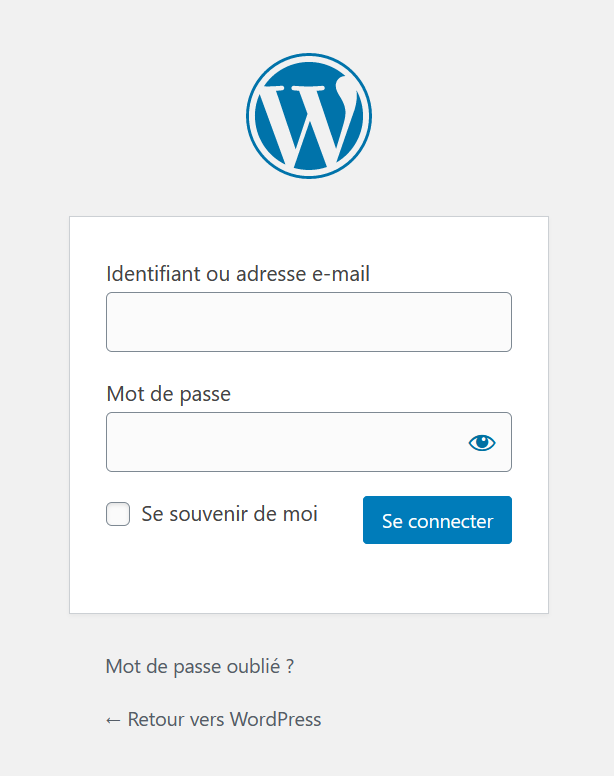 Identifiant ou adresse e-mail
Mot de passe
Se souvenir de moi
Se connecter
Mot de passe oublié ?
← Retour vers WordPress